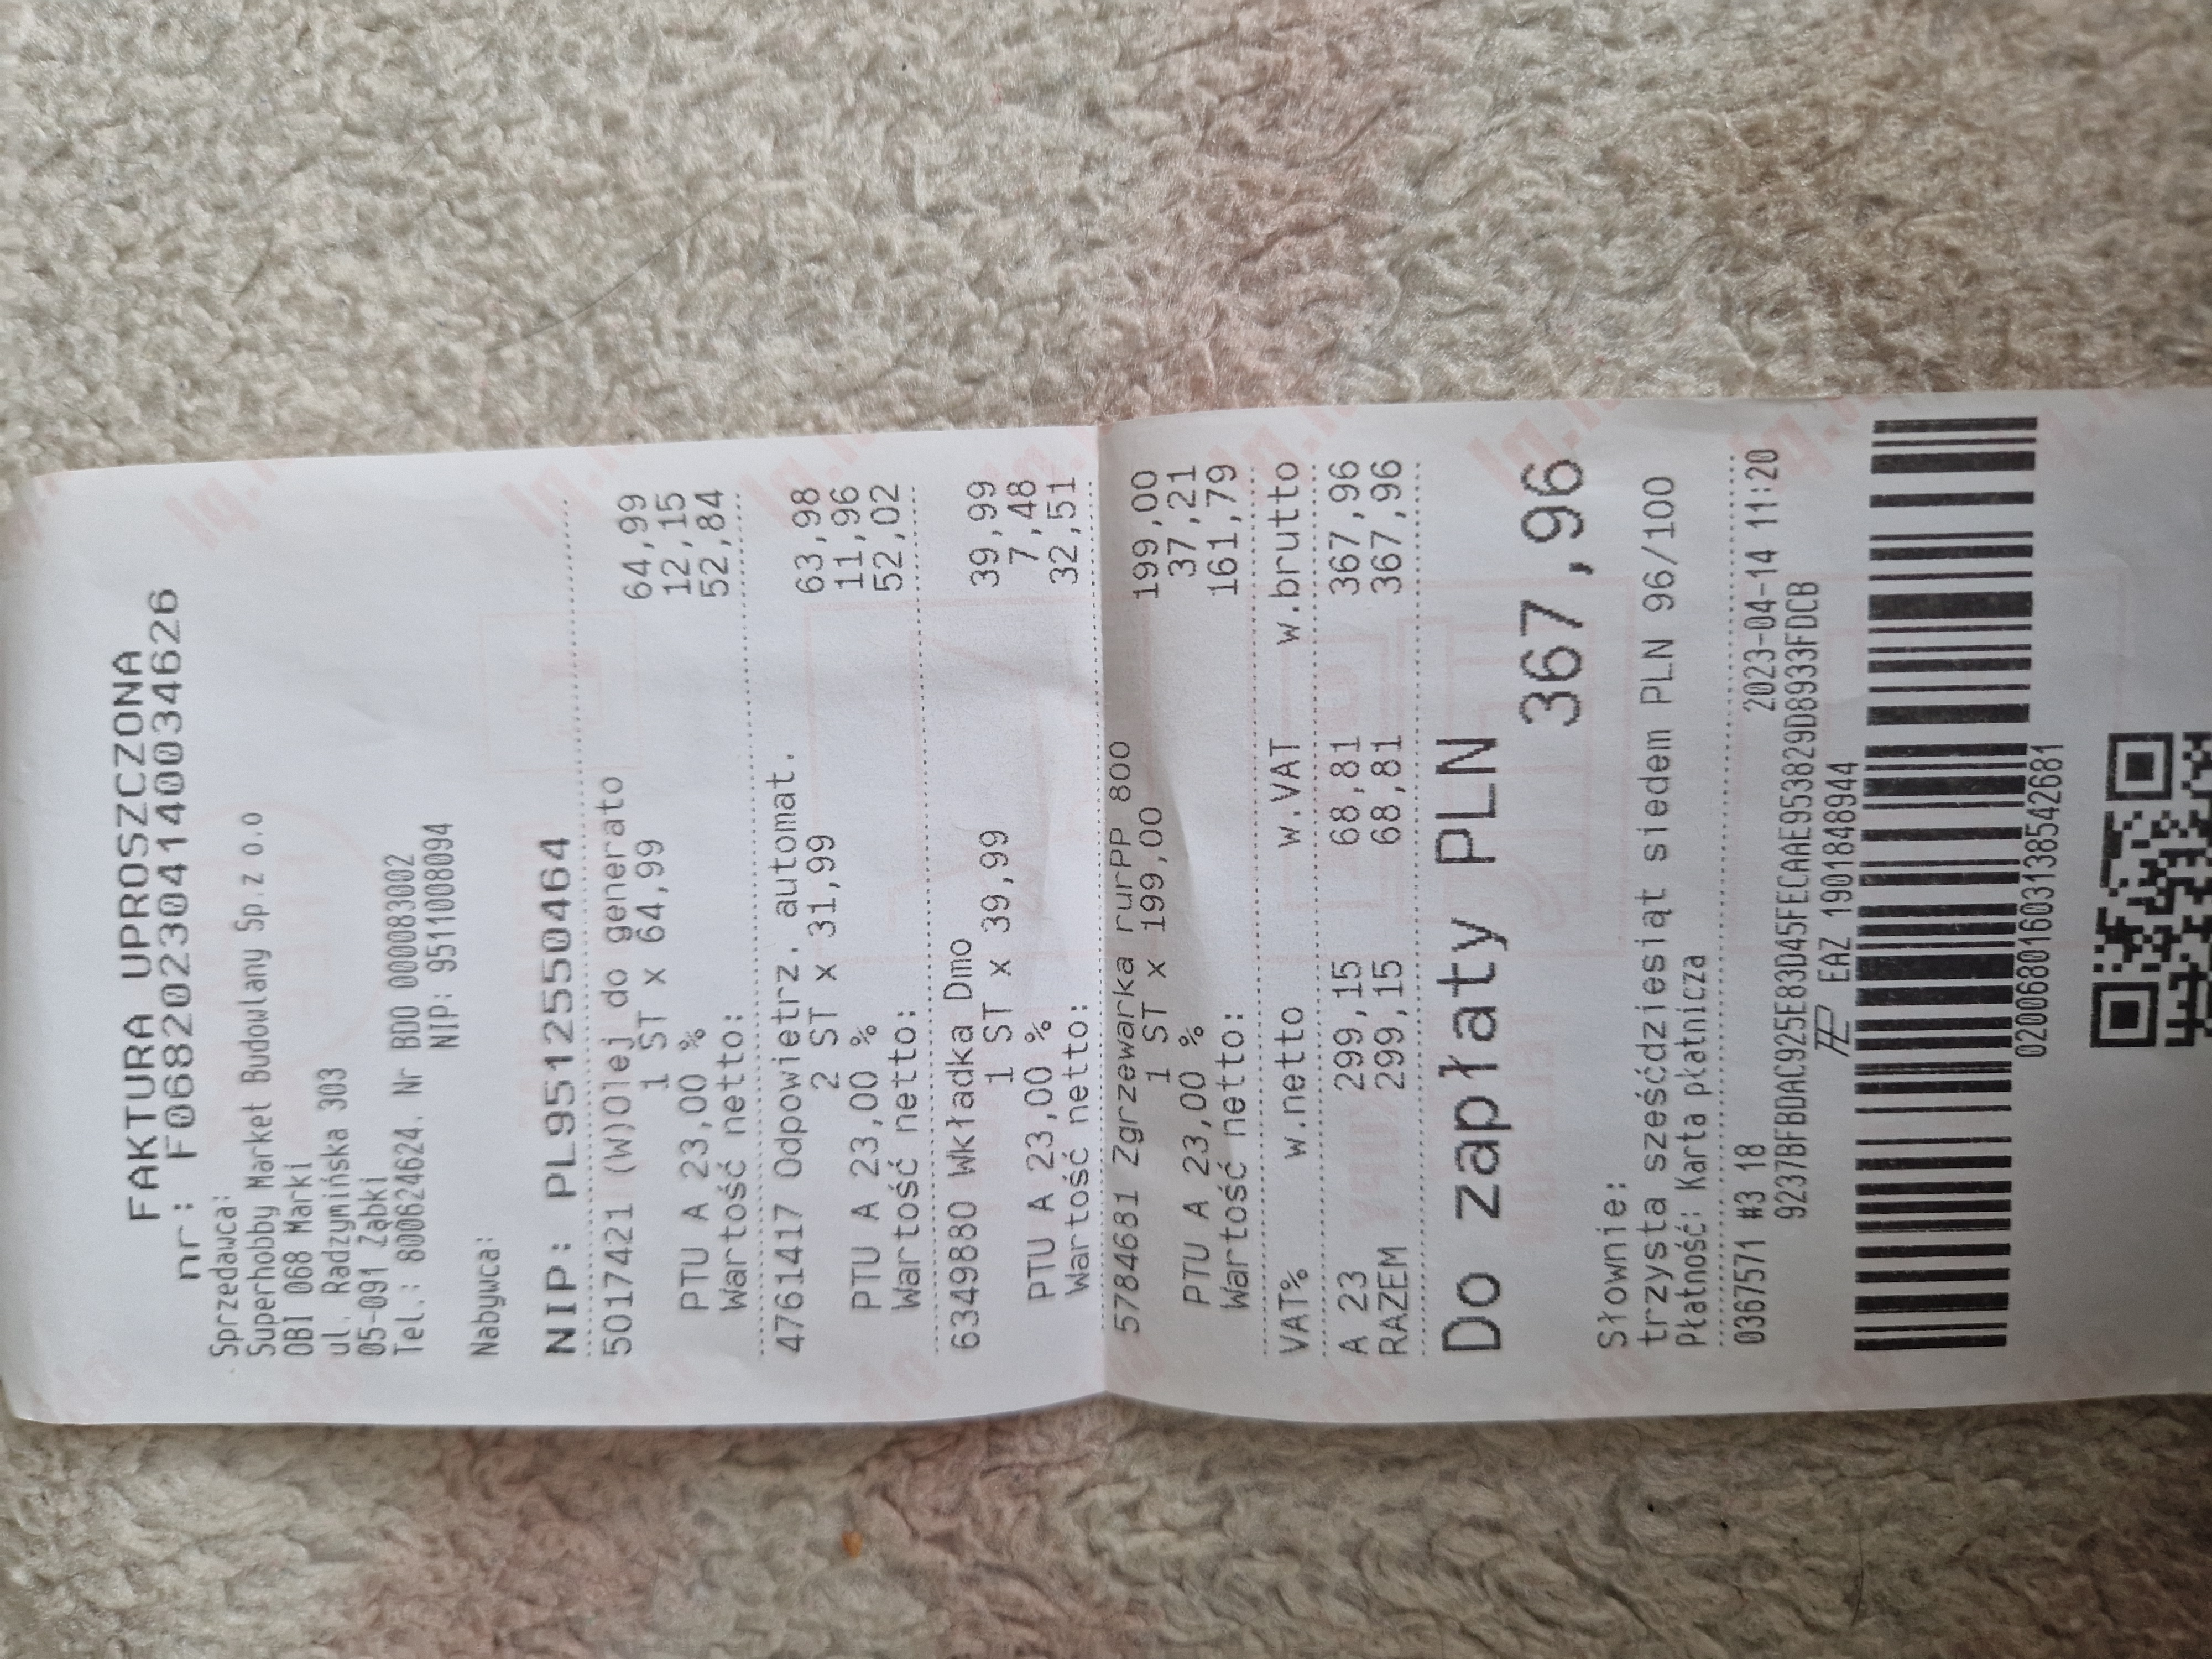 FAKTURA UPROSZCZONA
nr: F068202304140034626
Sprzedawca:
Superhobby Market Budowlany Sp.z o.o
OBI 068 Marki
ul. Radzymińska 303
05-091 Ząbki
Tel.: 800624624. Nr BDO 000083002
NIP: 9511008094
Nabywca:
NIP: PL9512550464
5017421 (W)Olej do generato
1 ST x 64,99 64,99
PTU A 23,00 % 12,15
Wartość netto: 52,84
4761417 Odpowietrz. automat.
2 ST x 31,99 63,98
PTU A 23,00 % 11,96
Wartość netto: 52,02
6349880 Wkładka Dmo
1 ST x 39,99 39,99
PTU A 23,00 % 7,48
Wartość netto: 32,51
5784681 Zgrzewarka rurPP 800
1 ST x 199,00 199,00
PTU A 23,00 % 37,21
Wartość netto: 161,79
VAT% w.netto w.VAT w.brutto
A 23 299,15 68,81 367,96
RAZEM 299,15 68,81 367,96
Do zapłaty PLN
367,96
Słownie:
trzysta sześćdziesiąt siedem PLN 96/100
Płatność: Karta płatnicza
0367571 #3 18 2023-04-14 11:20
9237BFBDAC925E83D45FECAAE953829D8933FDCB
EAZ 1901848944
02006801603138542681